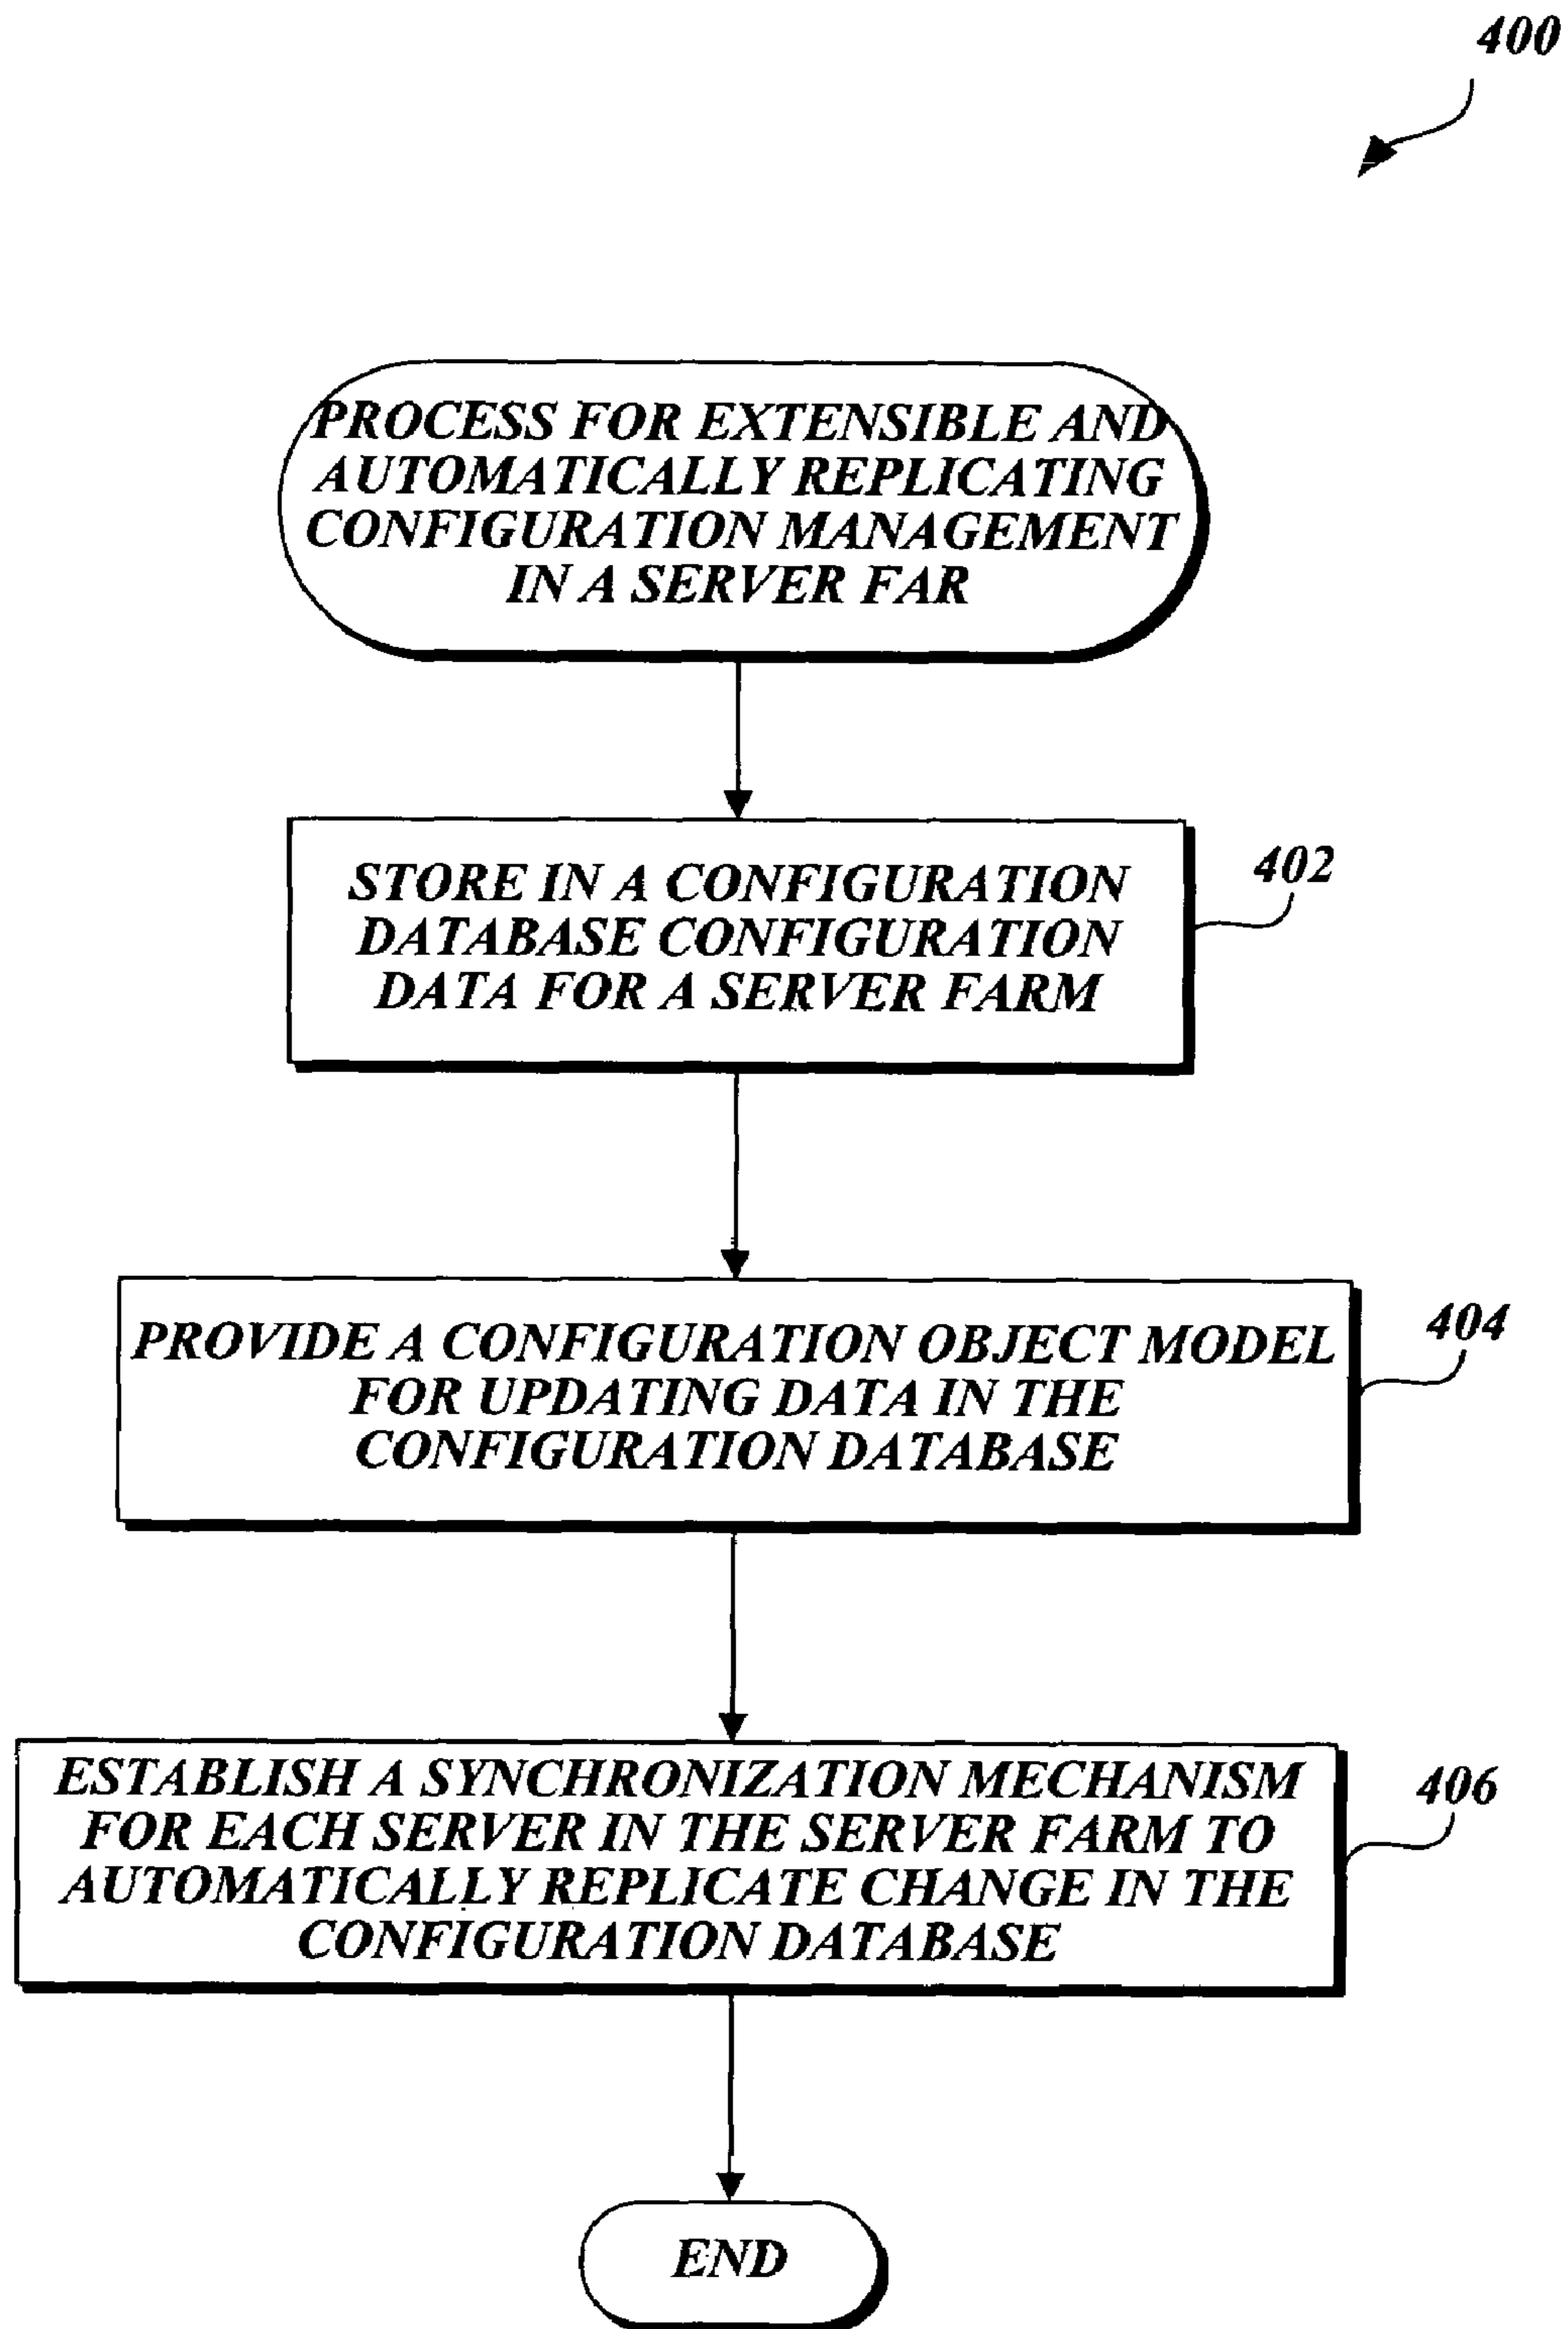 400
PROCESS FOR EXTENSIBLE AND
AUTOMATICALLY REPLICATING
CONFIGURATION MANAGEMENT
IN A SERVER FAR
STORE IN A CONFIGURATION
DATABASE CONFIGURATION
DATA FOR A SERVER FARM
402
PROVIDE A CONFIGURATION OBJECT MODEL
FOR UPDATING DATA IN THE
CONFIGURATION DATABASE
404
ESTABLISH A SYNCHRONIZATION MECHANISM
FOR EACH SERVER IN THE SERVER FARM TO
AUTOMATICALLY REPLICATE CHANGE IN THE
CONFIGURATION DATABASE
406
END